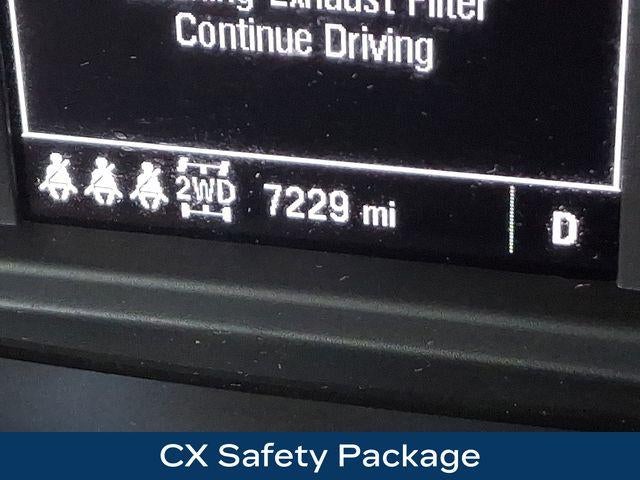 Exhaust Filter
Continue Driving
2WD 7229 mi D
CX Safety Package